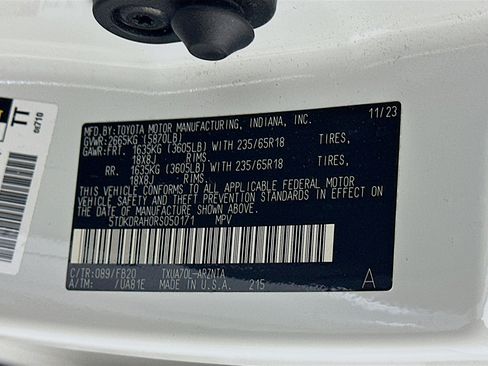 MFD.BY:TOYOTA MOTOR MANUFACTURING, INDIANA, INC. 11/23
GVWR: 2665KG (5870LB)
GAWR:FRT. 1635KG (3605LB) WITH 235/65R18 TIRES,
18X8J RIMS.
RR. 1635KG (3605LB) WITH 235/65R18 TIRES,
18X8J RIMS.
THIS VEHICLE CONFORMS TO ALL APPLICABLE FEDERAL MOTOR
VEHICLE SAFETY AND THEFT PREVENTION STANDARDS IN EFFECT ON
THE DATE OF MANUFACTURE SHOWN ABOVE.
5TDKDRAH0RS050171 MPV
C/TR:089/FB20 TXUA70L-ARZNIA A
A/TM: /UA81E MADE IN U.S.A. 215
TT